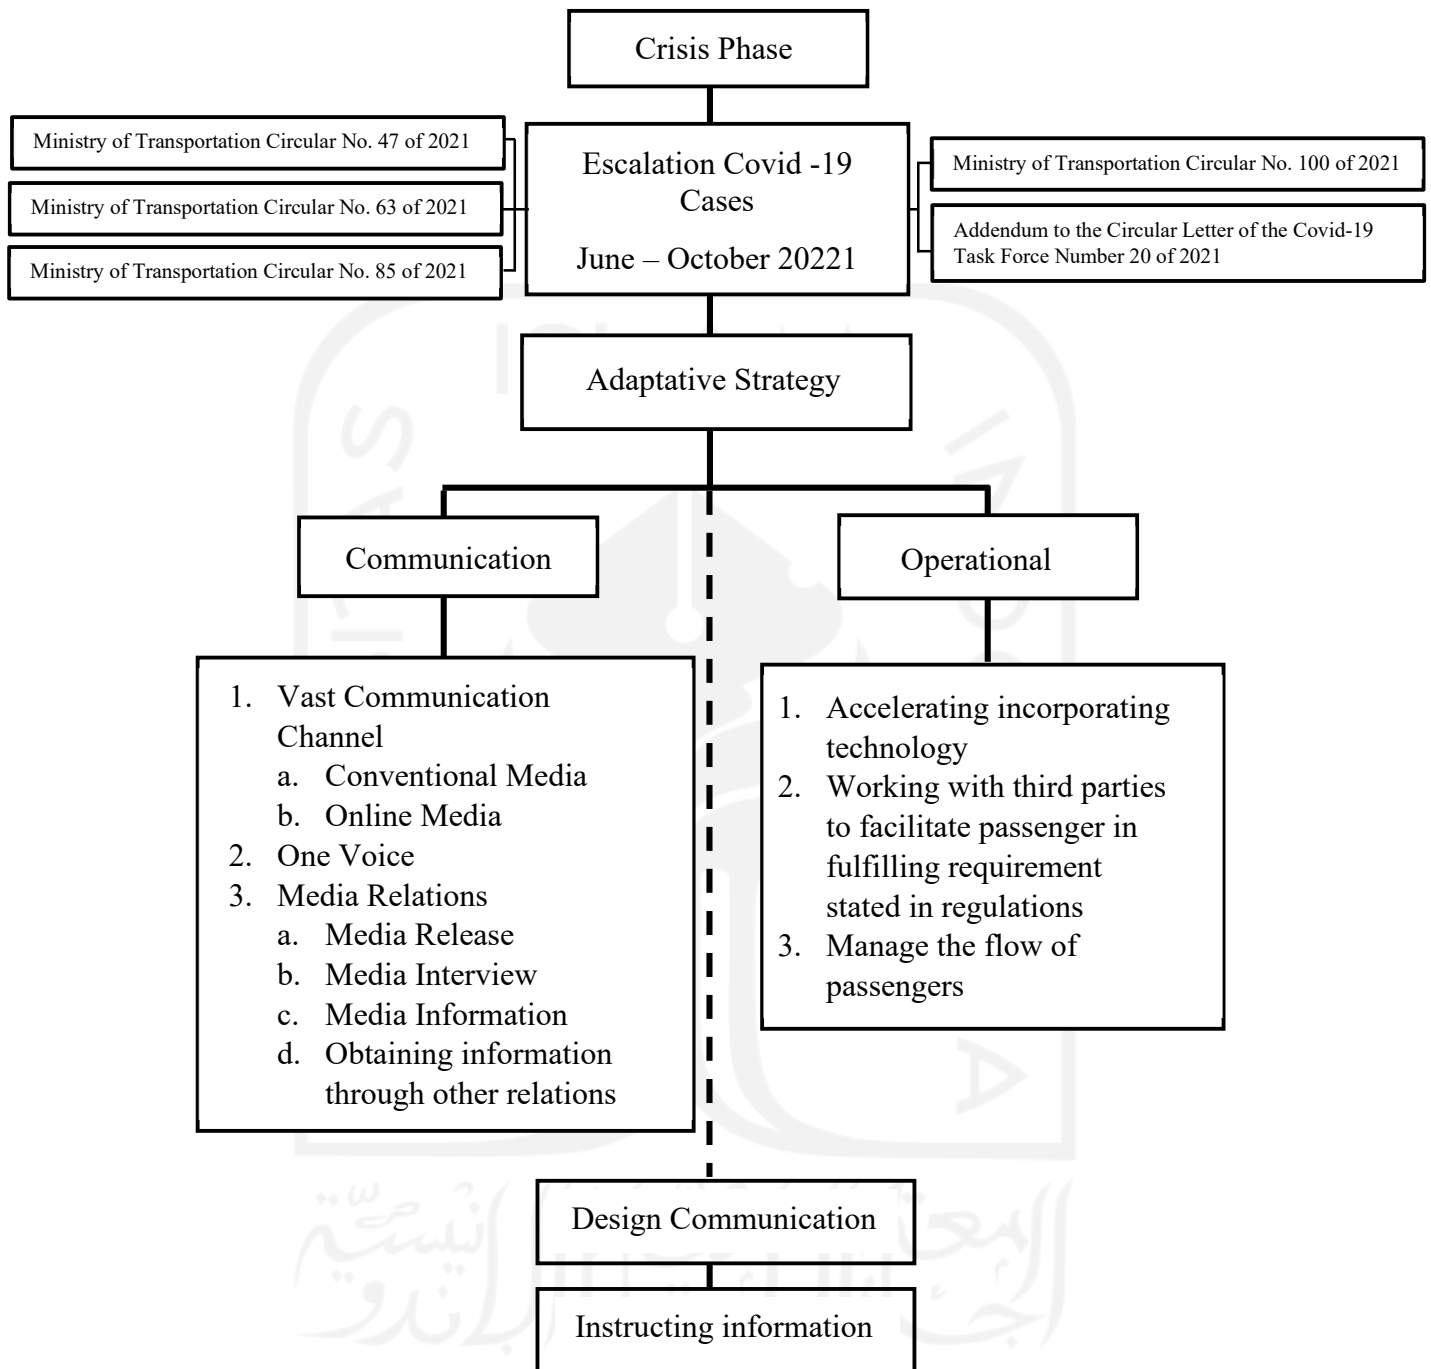 Crisis Phase
Ministry of Transportation Circular No. 47 of 2021
Ministry of Transportation Circular No. 63 of 2021
Ministry of Transportation Circular No. 85 of 2021
Escalation Covid -19
Cases
June – October 20221
Ministry of Transportation Circular No. 100 of 2021
Addendum to the Circular Letter of the Covid-19
Task Force Number 20 of 2021
Adaptative Strategy
Communication
Operational
1. Vast Communication
Channel
a. Conventional Media
b. Online Media
2. One Voice
3. Media Relations
a. Media Release
b. Media Interview
c. Media Information
d. Obtaining information
through other relations
1. Accelerating incorporating
technology
2. Working with third parties
to facilitate passenger in
fulfilling requirement
stated in regulations
3. Manage the flow of
passengers
Design Communication
Instructing information